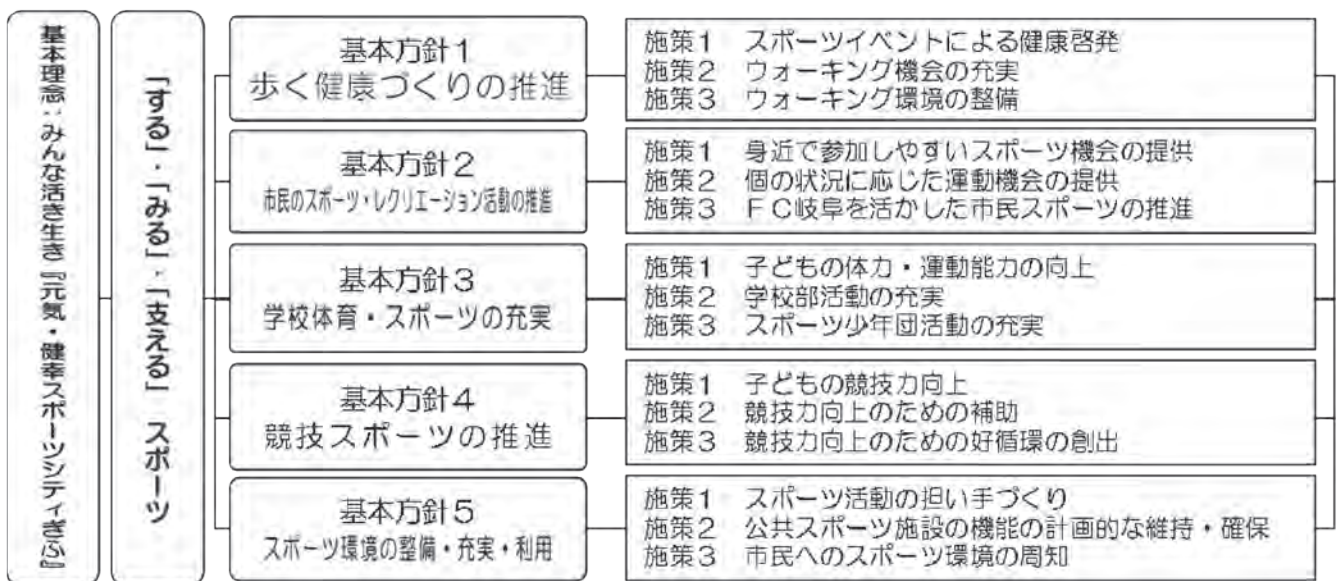 基本理念：みんな活き生き『元気・健幸スポーツシティぎふ』
「する」・「みる」・「支える」 スポーツ
基本方針1
歩く健康づくりの推進
施策1 スポーツイベントによる健康啓発
施策2 ウォーキング機会の充実
施策3 ウォーキング環境の整備
基本方針2
市民のスポーツ・レクリエーション活動の推進
施策1 身近で参加しやすいスポーツ機会の提供
施策2 個の状況に応じた運動機会の提供
施策3 FC岐阜を活かした市民スポーツの推進
基本方針3
学校体育・スポーツの充実
施策1 子どもの体力・運動能力の向上
施策2 学校部活動の充実
施策3 スポーツ少年団活動の充実
基本方針4
競技スポーツの推進
施策1 子どもの競技力向上
施策2 競技力向上のための補助
施策3 競技力向上のための好循環の創出
基本方針5
スポーツ環境の整備・充実・利用
施策1 スポーツ活動の担い手づくり
施策2 公共スポーツ施設の機能の計画的な維持・確保
施策3 市民へのスポーツ環境の周知